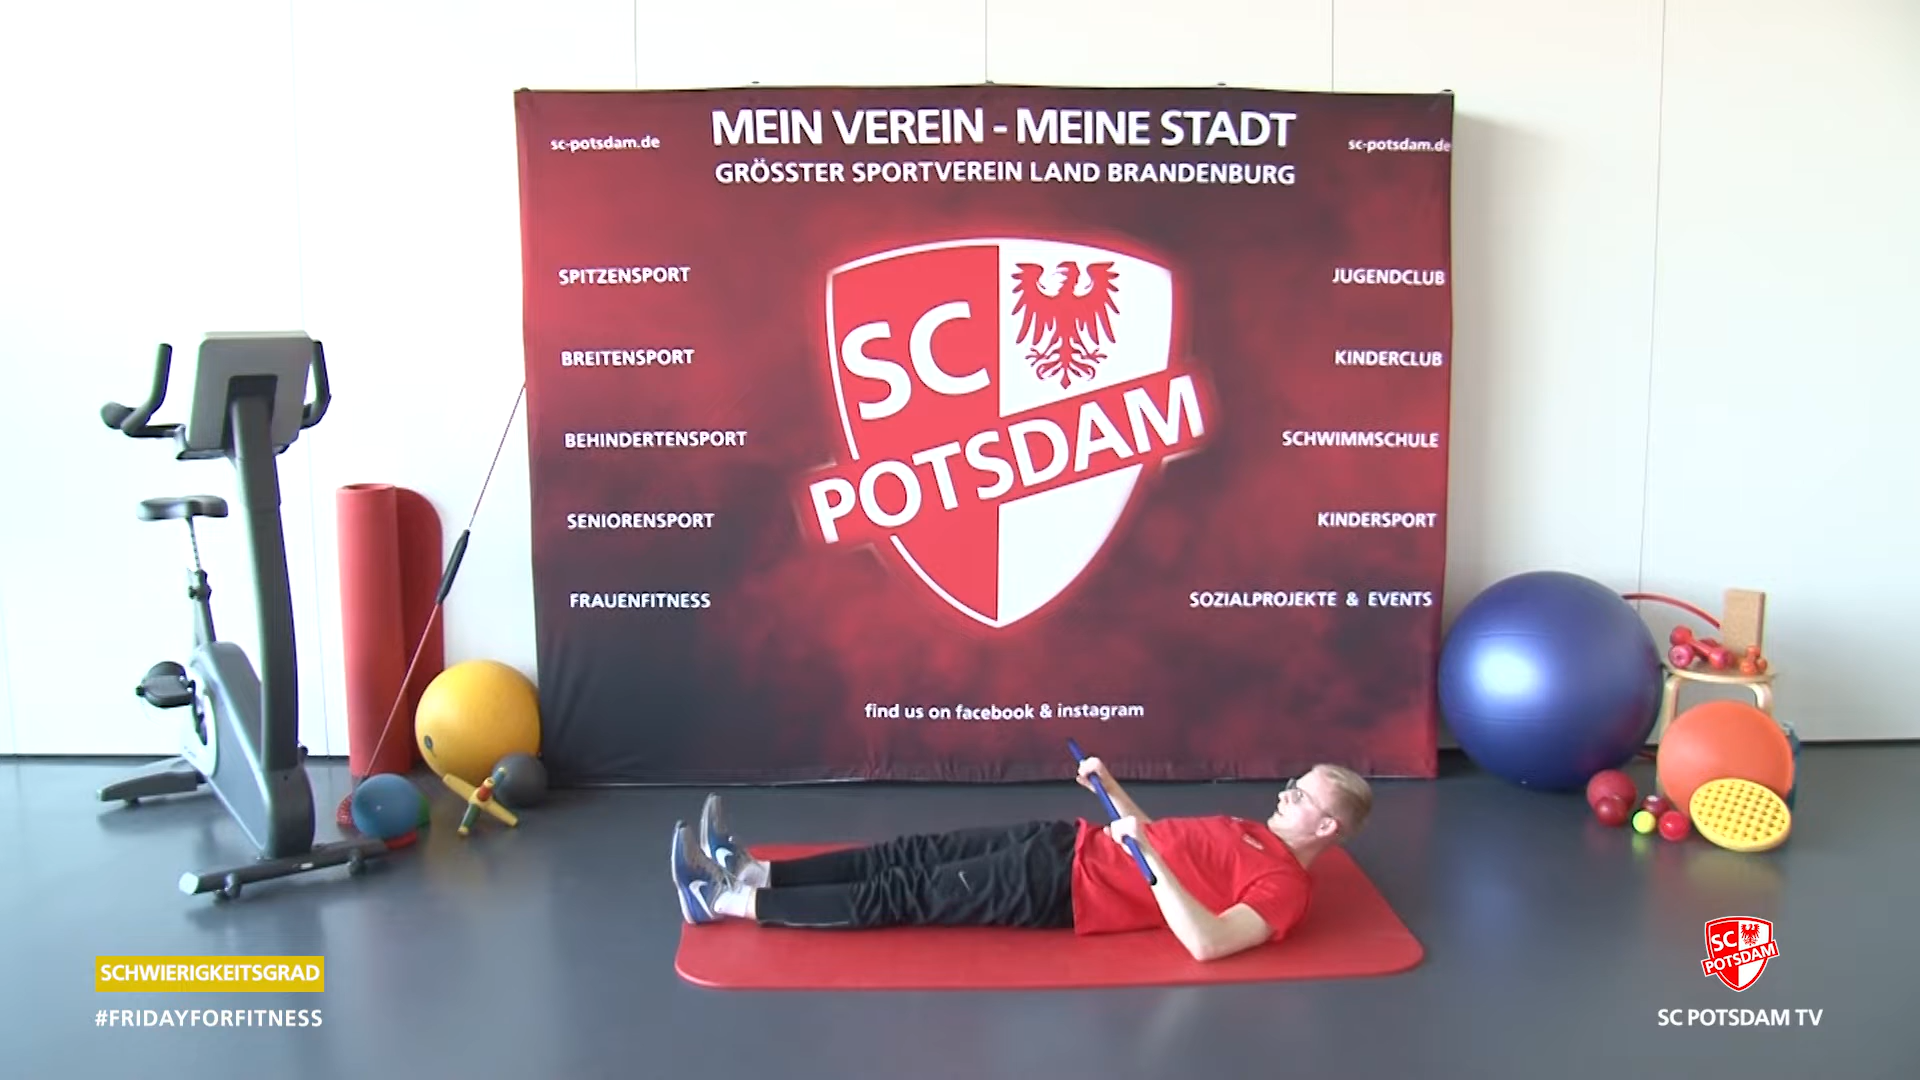 MEIN VEREIN - MEINE STADT
sc-potsdam.de
sc-potsdam.de
GRÖSSTER SPORTVEREIN LAND BRANDENBURG
SPITZENSPORT
JUGENDCLUB
SC
BREITENSPORT
KINDERCLUB
POTSDAM
BEHINDERTENSPORT
SCHWIMMSCHULE
SENIORENSPORT
KINDERSPORT
FRAUENFITNESS
SOZIALPROJEKTE & EVENTS
find us on facebook & instagram
SCHWIERIGKEITSGRAD
#FRIDAYFORFITNESS
SC
POTSDAM
SC POTSDAM TV